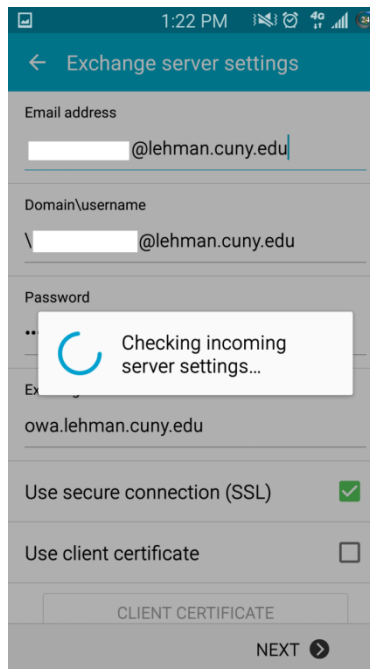 1:22 PM 4G
Exchange server settings
Email address
@lehman.cuny.edu
Domain\username
\ @lehman.cuny.edu
Password
Checking incoming
server settings...
owa.lehman.cuny.edu
Use secure connection (SSL)
Use client certificate
CLIENT CERTIFICATE
NEXT